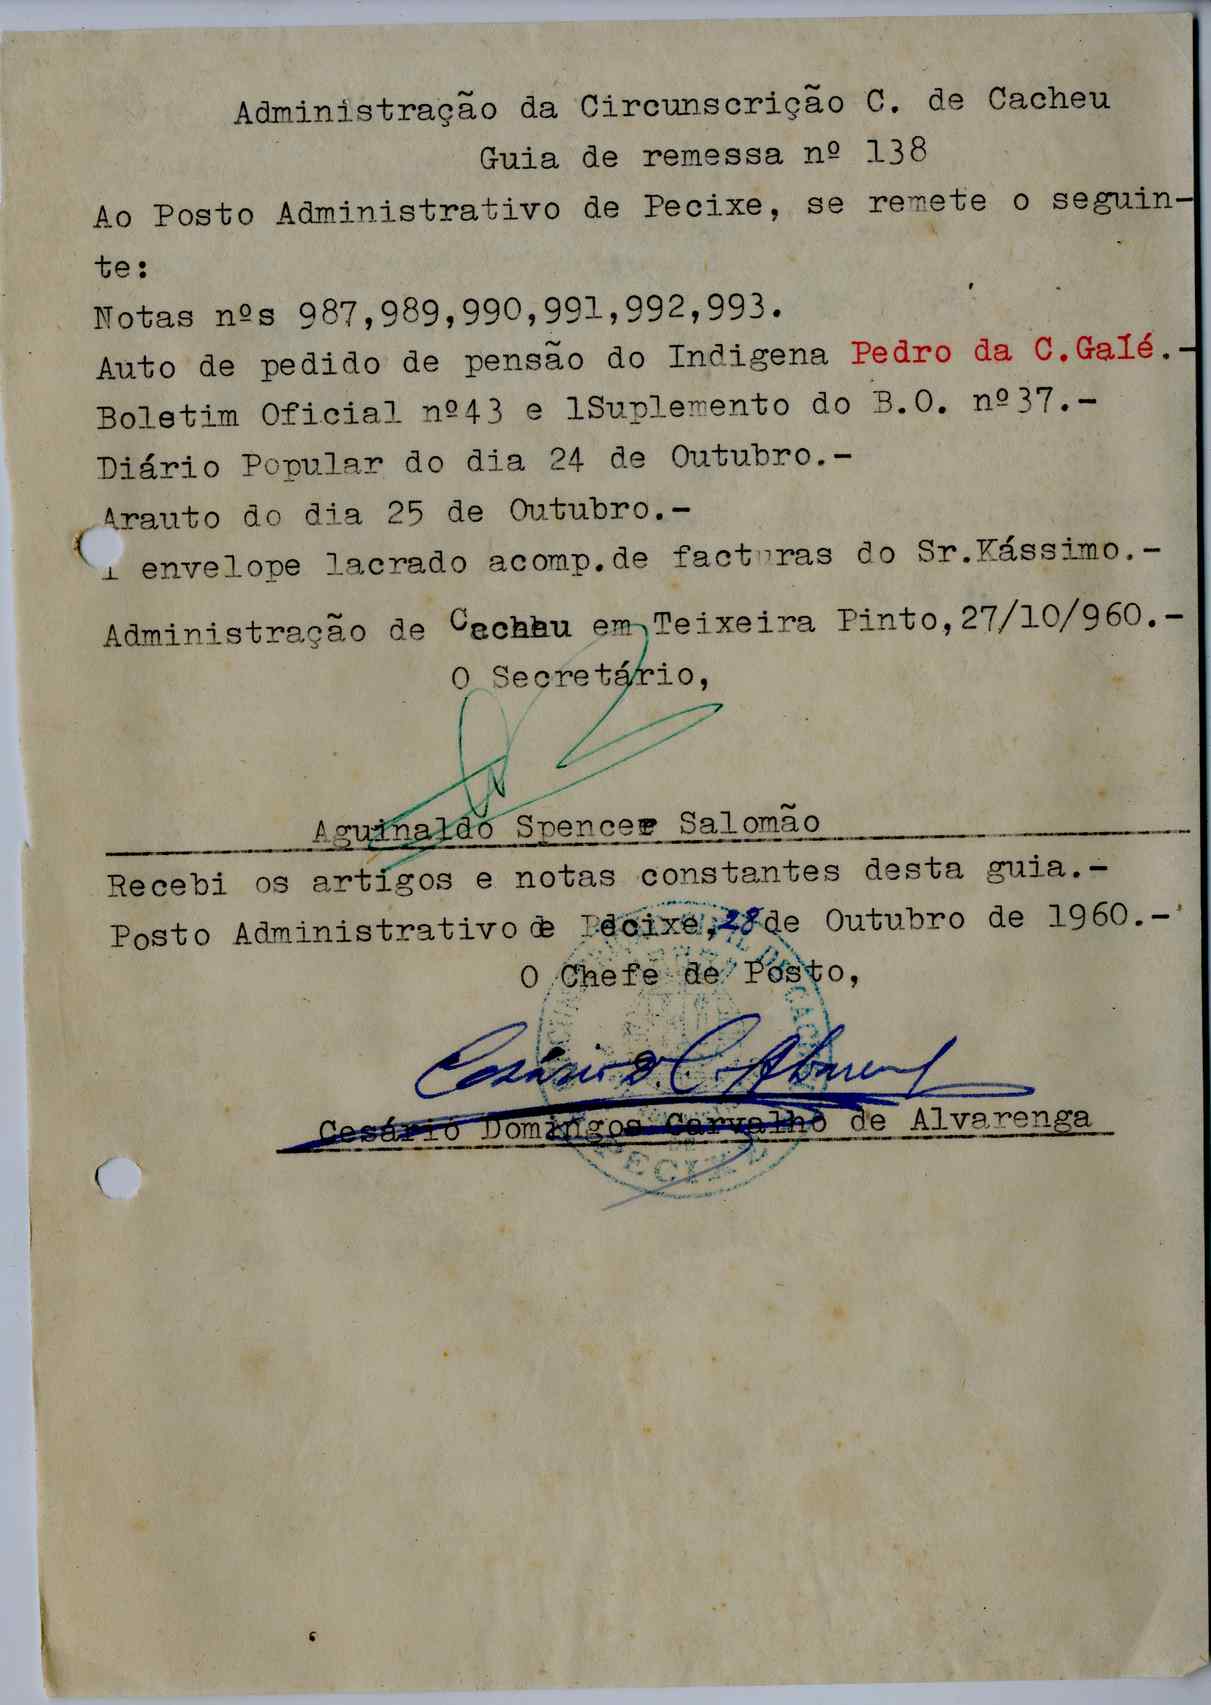 Administração da Circunscrição C. de Cacheu
Guia de remessa nº 138
Ao Posto Administrativo de Pecixe, se remete o seguin-
te:
Notas nºs 987,989,990,991,992,993.
Auto de pedido de pensão do Indigena Pedro da C.Galé.-
Boletim Oficial nº43 e 1Suplemento do B.O. nº37.-
Diário Popular do dia 24 de Outubro.-
Arauto do dia 25 de Outubro.-
1 envelope lacrado acomp.de facturas do Sr.Kássimo.-
Administração de Cacheu em Teixeira Pinto,27/10/960.-
O Secretário,
Aguinaldo Spencer Salomão
Recebi os artigos e notas constantes desta guia.-
Posto Administrativo de Pecixe,28de Outubro de 1960.-
O Chefe de Posto,
Cesário D. C. Alvarenga
Cesário Domingos Carvalho de Alvarenga
PECIXE